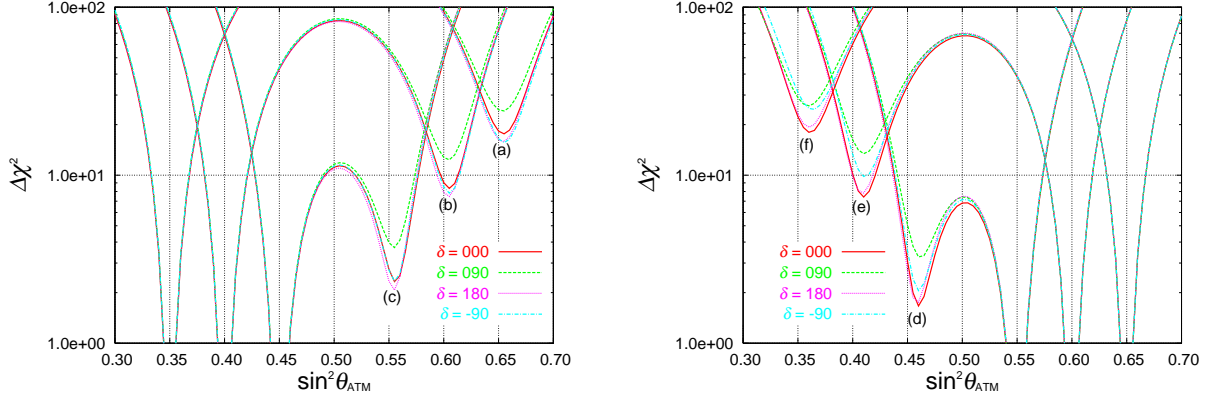 1.0e+02
1.0e+01
1.0e+00
Δχ²
0.30 0.35 0.40 0.45 0.50 0.55 0.60 0.65 0.70
sin²θATM
(a)
(b)
(c)
δ = 000
δ = 090
δ = 180
δ = -90
1.0e+02
1.0e+01
1.0e+00
Δχ²
0.30 0.35 0.40 0.45 0.50 0.55 0.60 0.65 0.70
sin²θATM
(f)
(e)
(d)
δ = 000
δ = 090
δ = 180
δ = -90